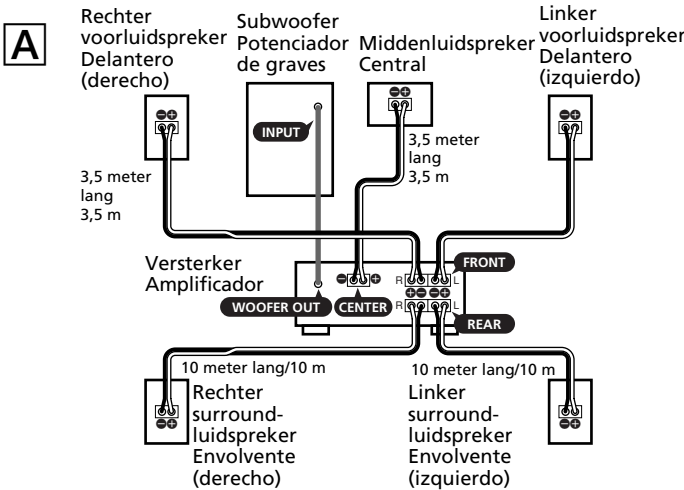 A
Rechter
voorluidspreker
Delantero
(derecho)
Subwoofer
Potenciador
de graves
Middenluidspreker
Central
Linker
voorluidspreker
Delantero
(izquierdo)
INPUT
3,5 meter
lang
3,5 m
3,5 meter
lang
3,5 m
Versterker
Amplificador
R L
FRONT
WOOFER OUT
CENTER
R L
REAR
10 meter lang/10 m
10 meter lang/10 m
Rechter
surround-
luidspreker
Envolvente
(derecho)
Linker
surround-
luidspreker
Envolvente
(izquierdo)